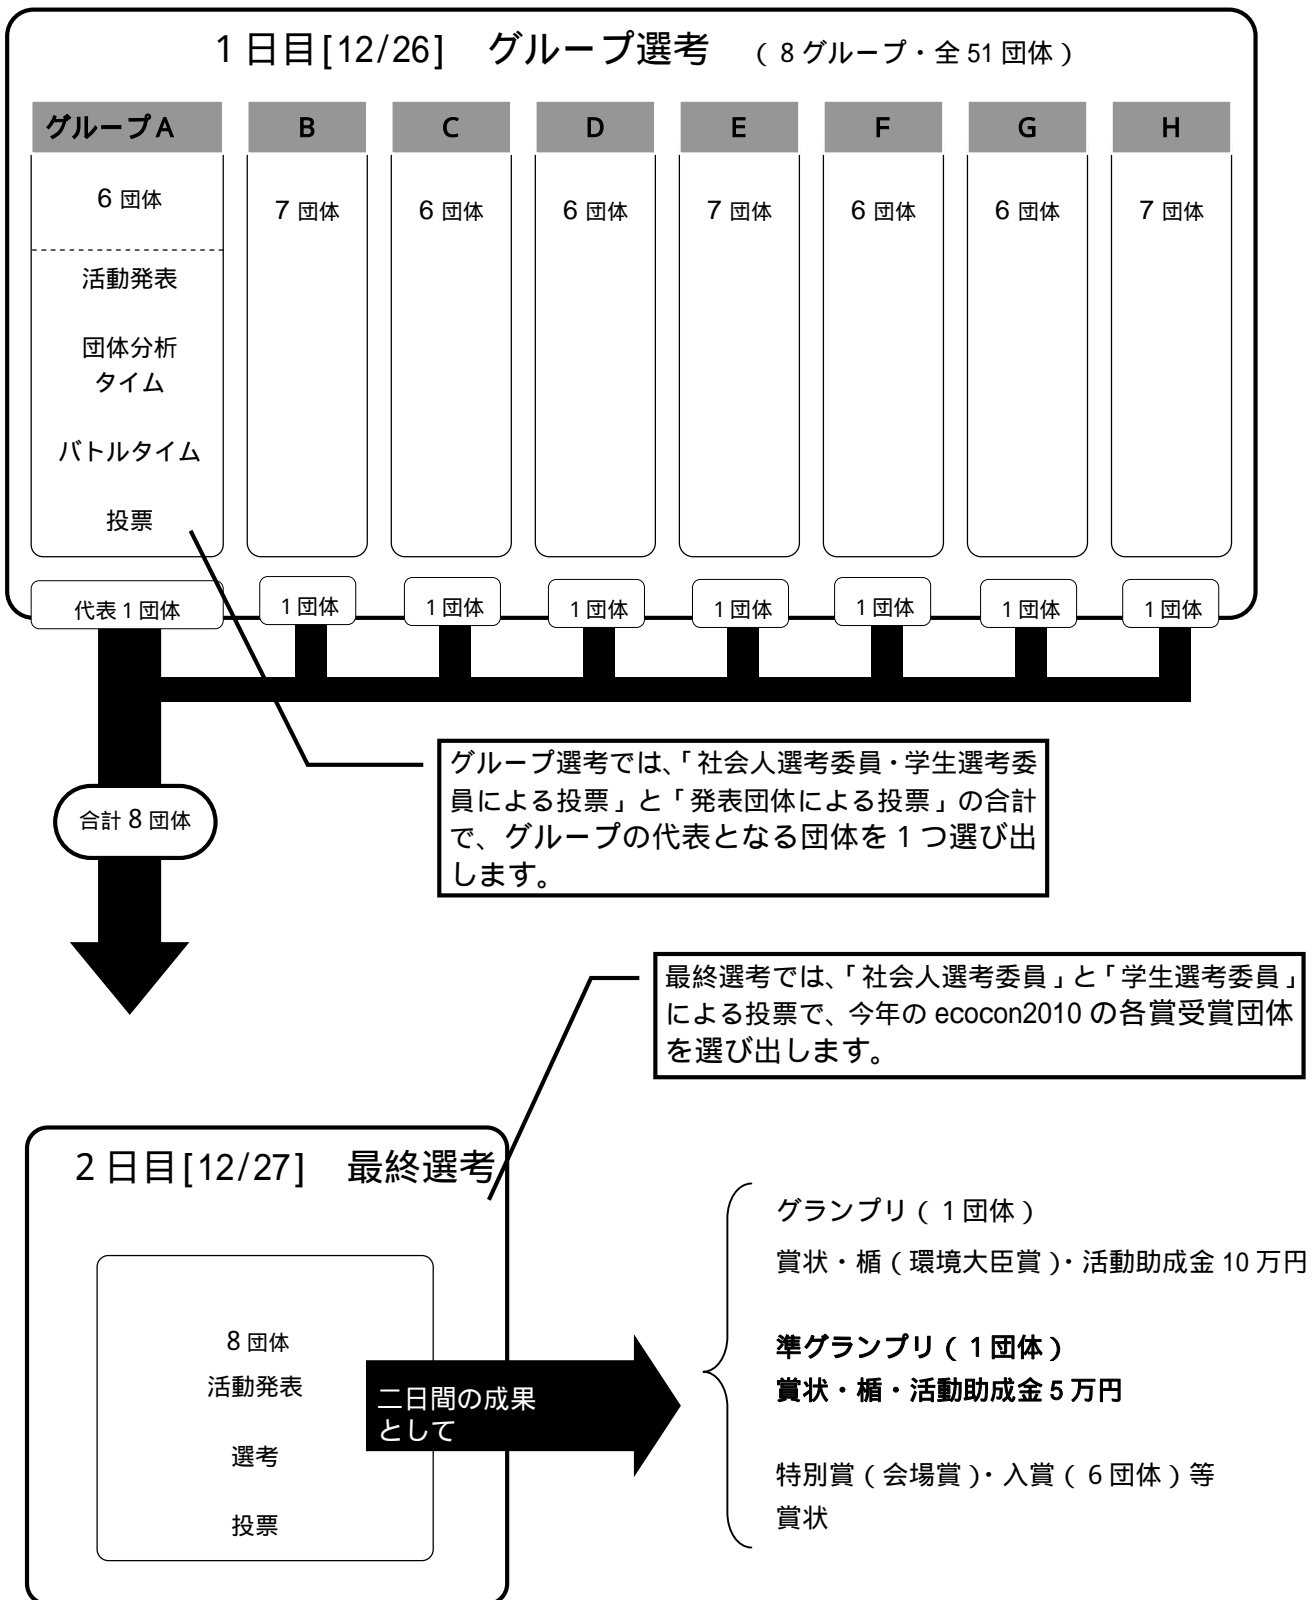 1日目[12/26]　グループ選考　（8グループ・全51団体）
グループA　B　C　D　E　F　G　H
6団体　7団体　6団体　6団体　7団体　6団体　6団体　7団体
活動発表
団体分析
タイム
バトルタイム
投票
代表1団体　1団体　1団体　1団体　1団体　1団体　1団体　1団体
グループ選考では、「社会人選考委員・学生選考委
員による投票」と「発表団体による投票」の合計
で、グループの代表となる団体を1つ選び出
します。
合計8団体
最終選考では、「社会人選考委員」と「学生選考委員」
による投票で、今年のecocon2010の各賞受賞団体
を選び出します。
2日目[12/27]　最終選考
8団体
活動発表
選考
投票
二日間の成果
として
グランプリ（1団体）
賞状・楯（環境大臣賞）・活動助成金10万円
準グランプリ（1団体）
賞状・楯・活動助成金5万円
特別賞（会場賞）・入賞（6団体）等
賞状